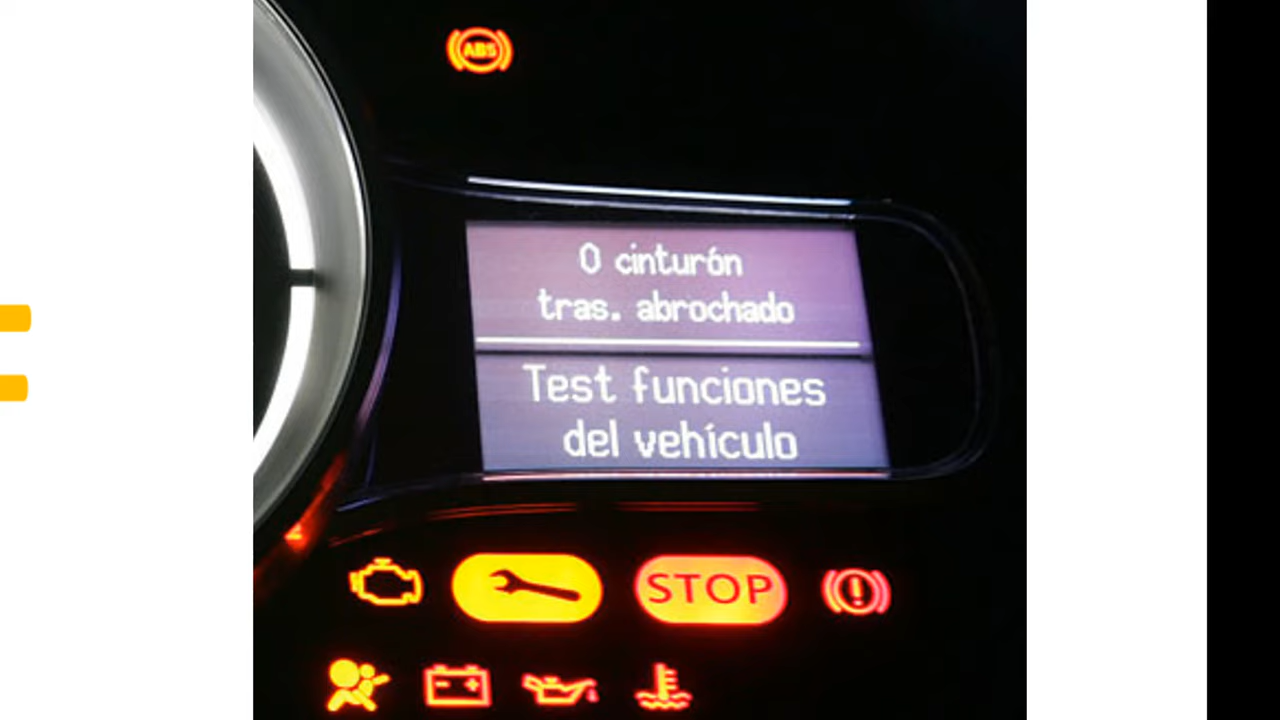 ABS
0 cinturón
tras. abrochado
Test funciones
del vehículo
STOP